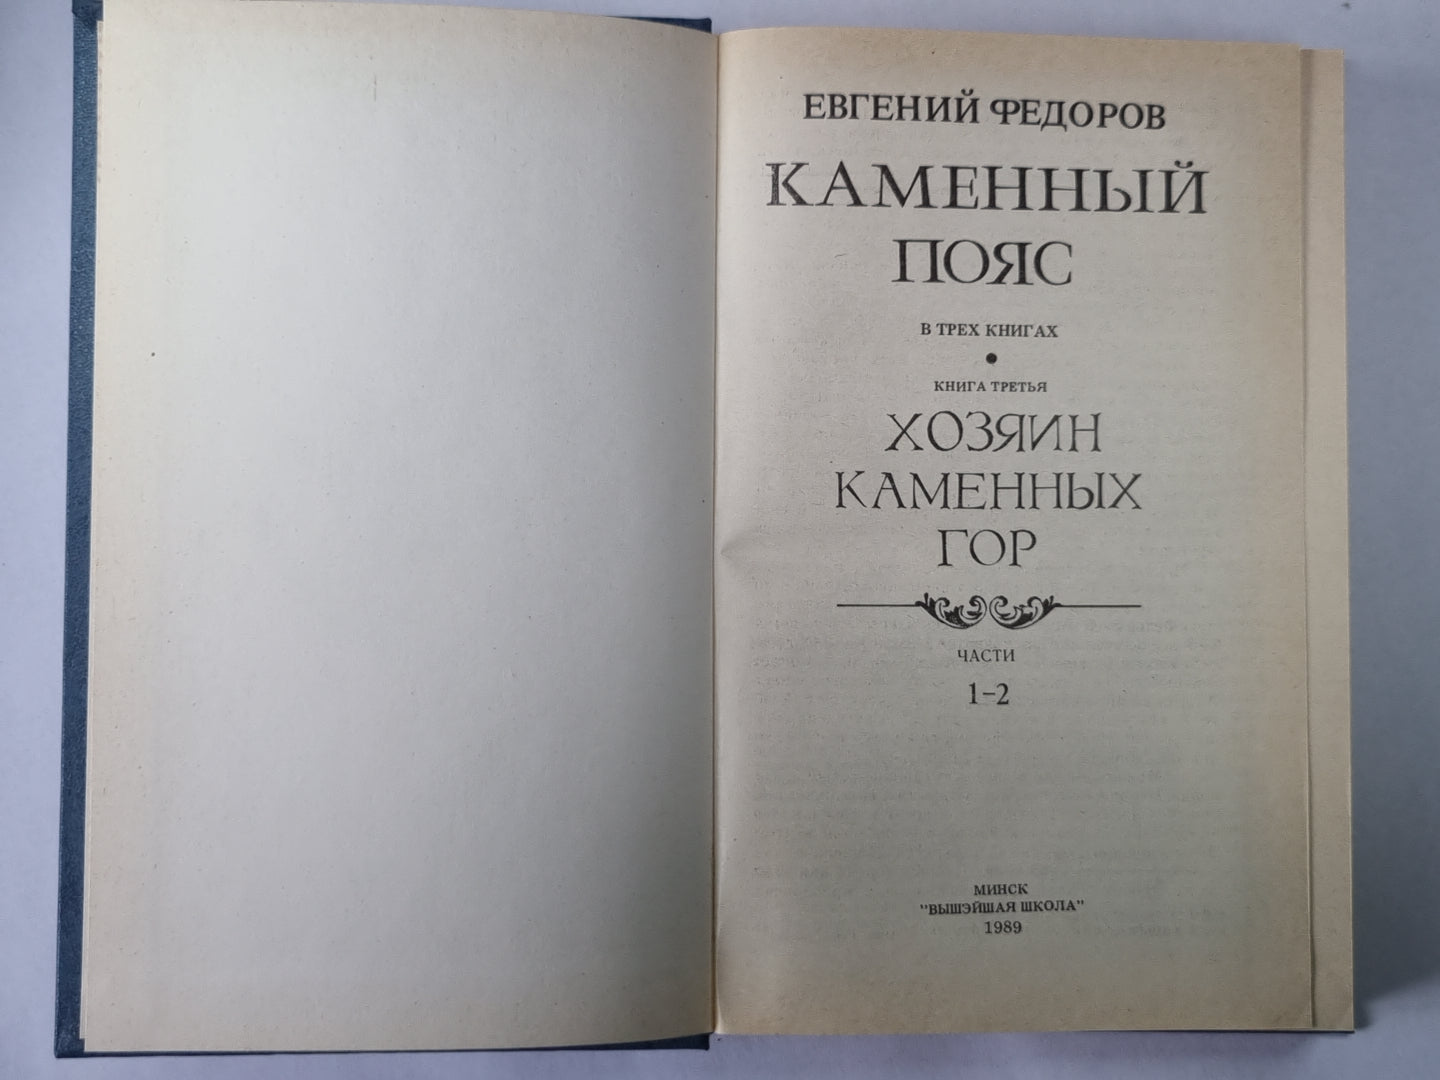 ЕВГЕНИЙ ФЕДОРОВ
КАМЕННЫЙ
ПОЯС
В ТРЕХ КНИГАХ
КНИГА ТРЕТЬЯ
ХОЗЯИН
КАМЕННЫХ
ГОР
ЧАСТИ
1-2
МИНСК
"ВЫШЭЙШАЯ ШКОЛА"
1989